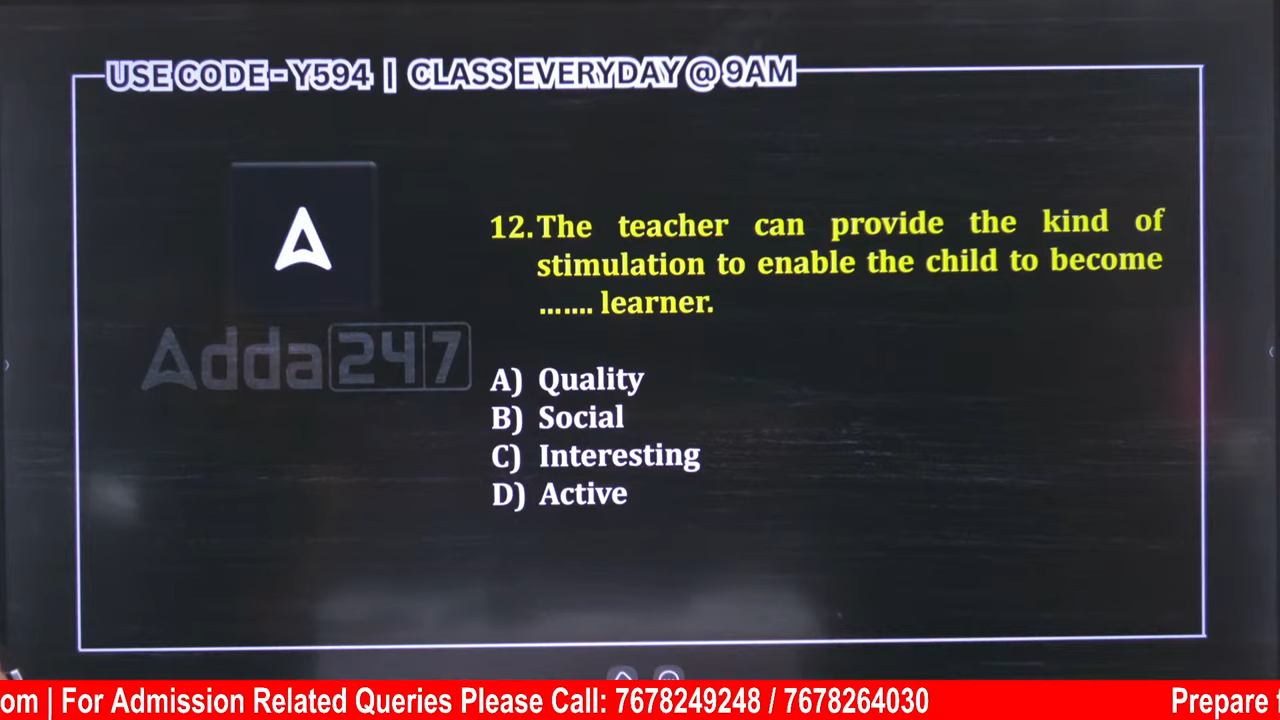 USE CODE - Y594 | CLASS EVERYDAY @ 9AM
Adda247
12. The teacher can provide the kind of
stimulation to enable the child to become
....... learner.
A) Quality
B) Social
C) Interesting
D) Active
om | For Admission Related Queries Please Call: 7678249248 / 7678264030
Prepare